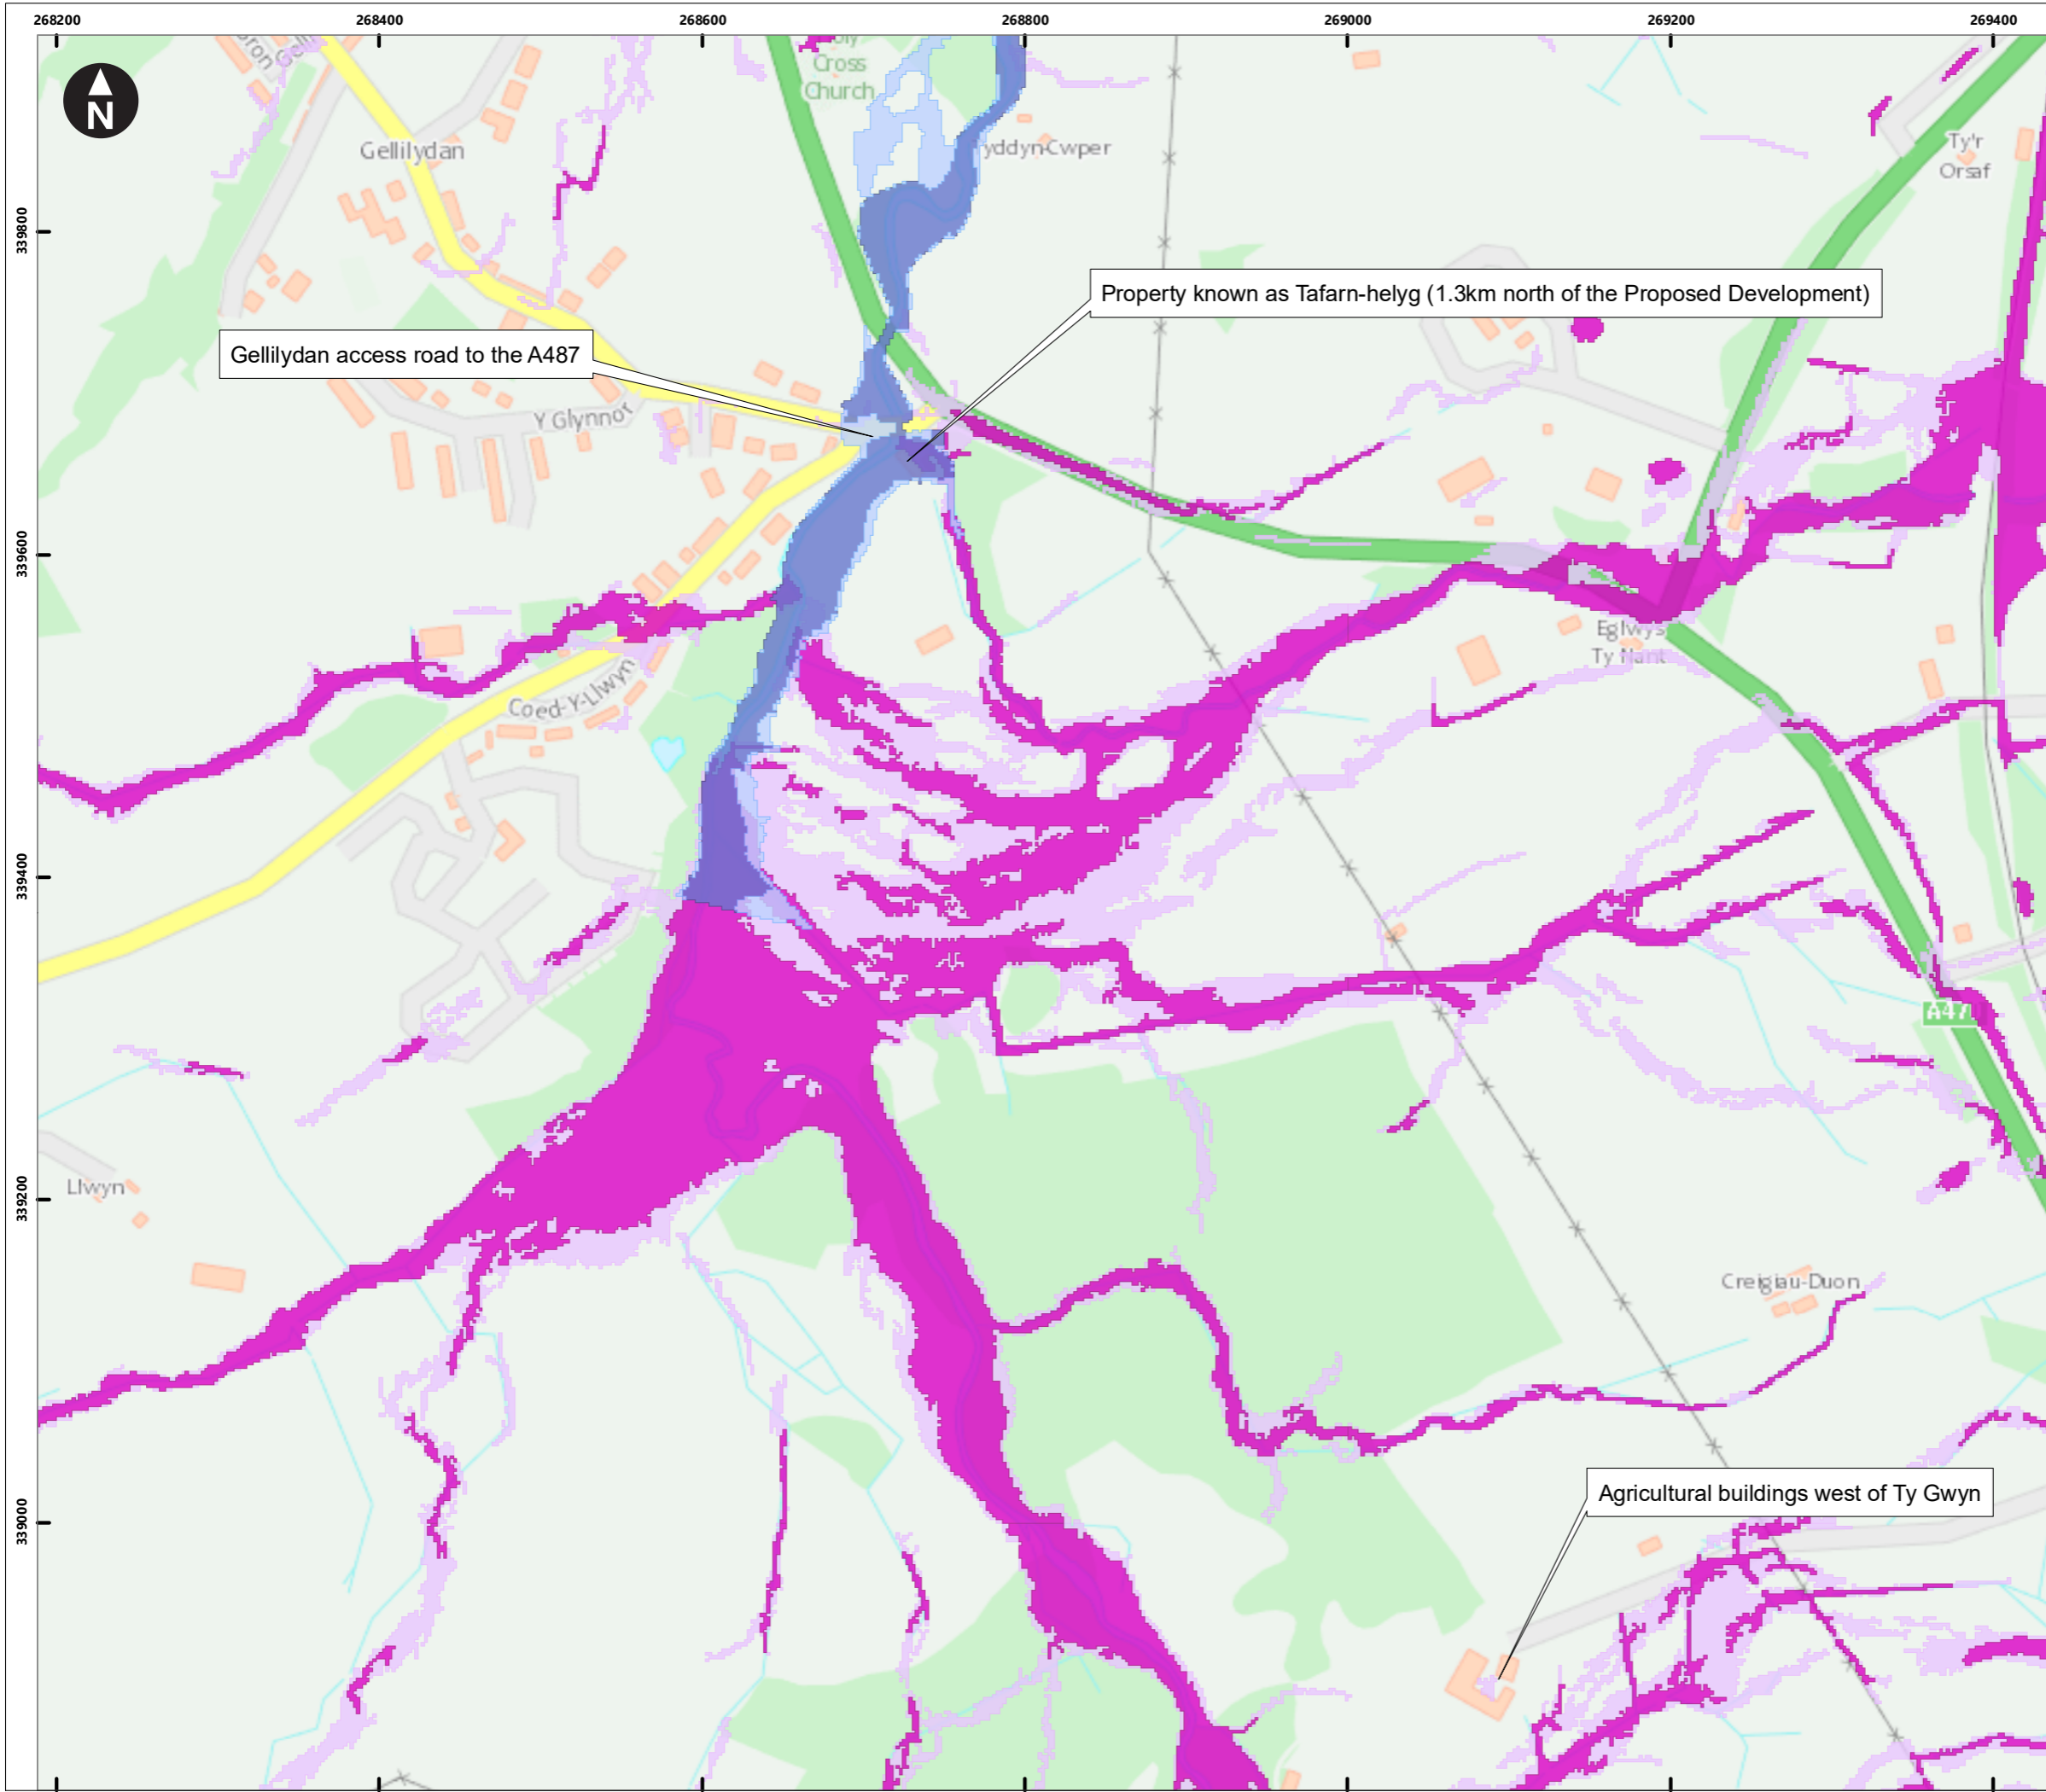 268200 268400 268600 268800 269000 269200 269400
N
Cross
Church
Gellilydan
yddyn-Cwper
Ty'r
Orsaf
339800
Property known as Tafarn-helyg (1.3km north of the Proposed Development)
Gellilydan access road to the A487
Y Glynnor
339600
Eglwys
Ty Nant
Coed-Y-Llwyn
339400
A47
Llwyn
339200
Creigiau-Duon
Agricultural buildings west of Ty Gwyn
339000